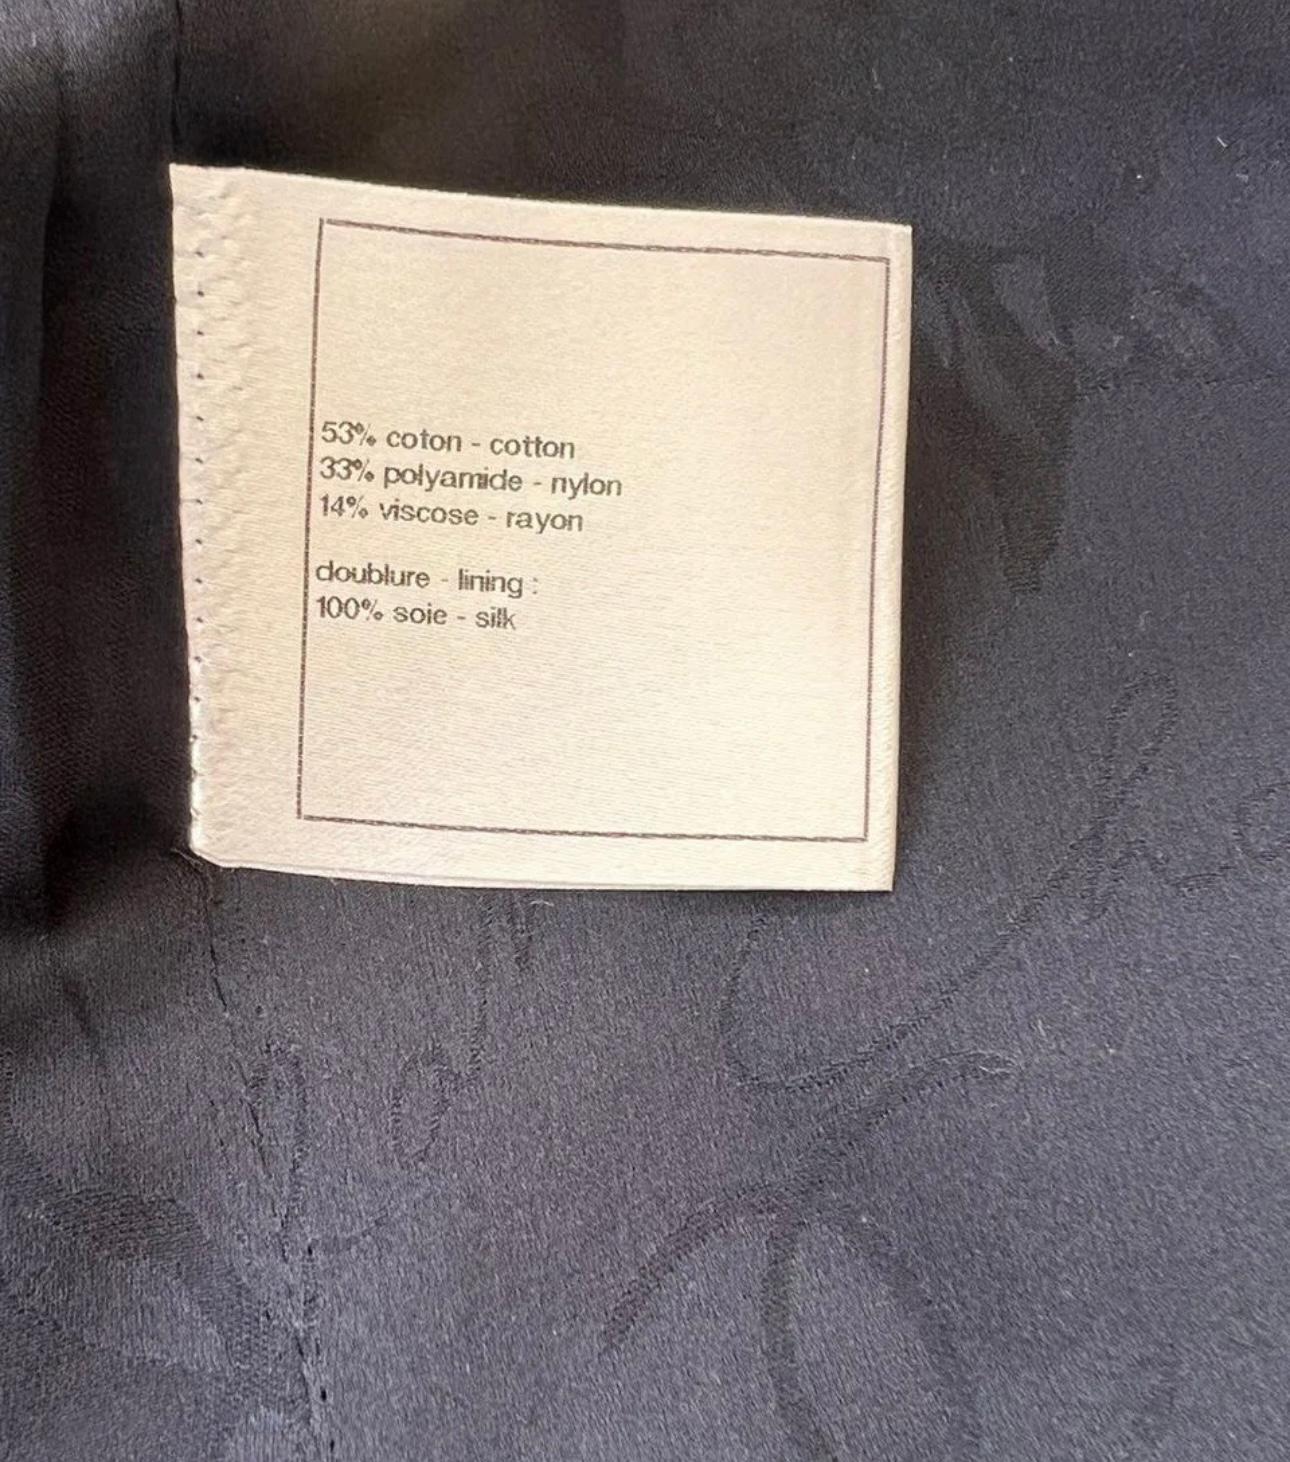 53% coton - cotton
33% polyamide - nylon
14% viscose - rayon
doublure - lining :
100% soie - silk